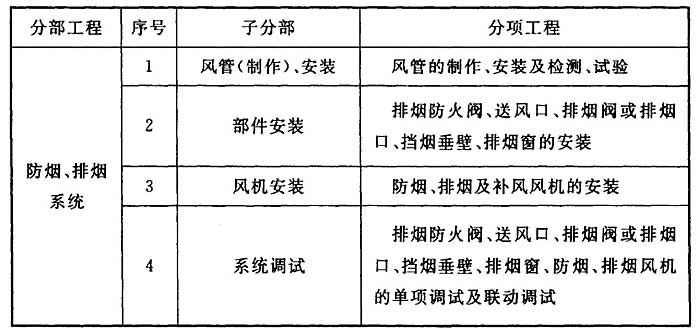 分部工程 序号 子分部 分项工程
防烟、排烟
系统
1 风管(制作)、安装 风管的制作、安装及检测、试验
2 部件安装 排烟防火阀、送风口、排烟阀或排烟
口、挡烟垂壁、排烟窗的安装
3 风机安装 防烟、排烟及补风风机的安装
4 系统调试 排烟防火阀、送风口、排烟阀或排烟
口、挡烟垂壁、排烟窗、防烟、排烟风机
的单项调试及联动调试